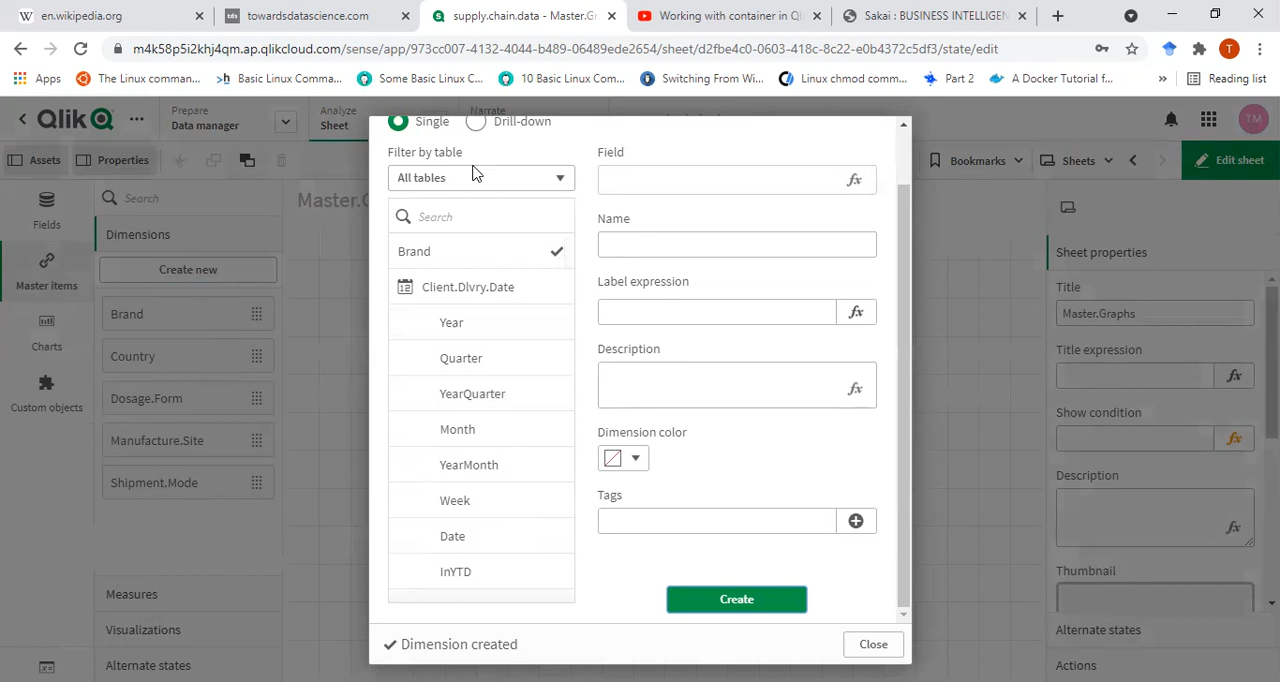 en.wikipedia.org
towardsdatascience.com
supply.chain.data - Master.Gr
Working with container in Ql
Sakai : BUSINESS INTELLIGEN
m4k58p5i2khj4qm.ap.qlikcloud.com/sense/app/973cc007-4132-4044-b489-06489ede2654/sheet/d2fbe4c0-0603-418c-8c22-e0b4372c5df3/state/edit
T
Apps
The Linux comman...
Basic Linux Comma...
Some Basic Linux C...
10 Basic Linux Com...
Switching From Wi...
Linux chmod comm...
Part 2
A Docker Tutorial f...
Reading list
Qlik
Prepare
Data manager
Analyze
Sheet
Narrate
TM
Assets
Properties
Bookmarks
Sheets
Edit sheet
Fields
Master items
Charts
Custom objects
Search
Dimensions
Create new
Brand
Country
Dosage.Form
Manufacture.Site
Shipment.Mode
Measures
Visualizations
Alternate states
Master.
Single
Drill-down
Filter by table
All tables
Search
Brand
Client.Dlvry.Date
Year
Quarter
YearQuarter
Month
YearMonth
Week
Date
InYTD
Field
Name
Label expression
Description
Dimension color
Tags
Create
Dimension created
Close
Sheet properties
Title
Master.Graphs
Title expression
Show condition
Description
Thumbnail
Alternate states
Actions